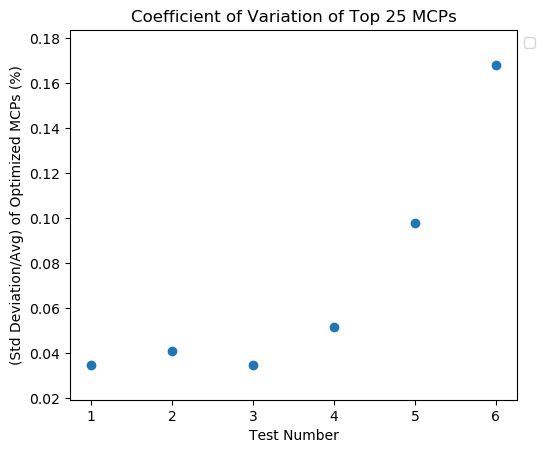 Coefficient of Variation of Top 25 MCPs
(Std Deviation/Avg) of Optimized MCPs (%)
0.18
0.16
0.14
0.12
0.10
0.08
0.06
0.04
0.02
1 2 3 4 5 6
Test Number